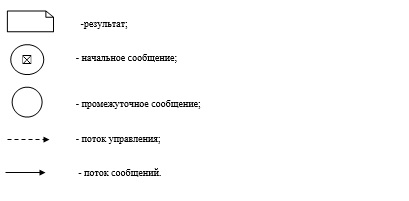 -результат;
- начальное сообщение;
- промежуточное сообщение;
- поток управления;
- поток сообщений.